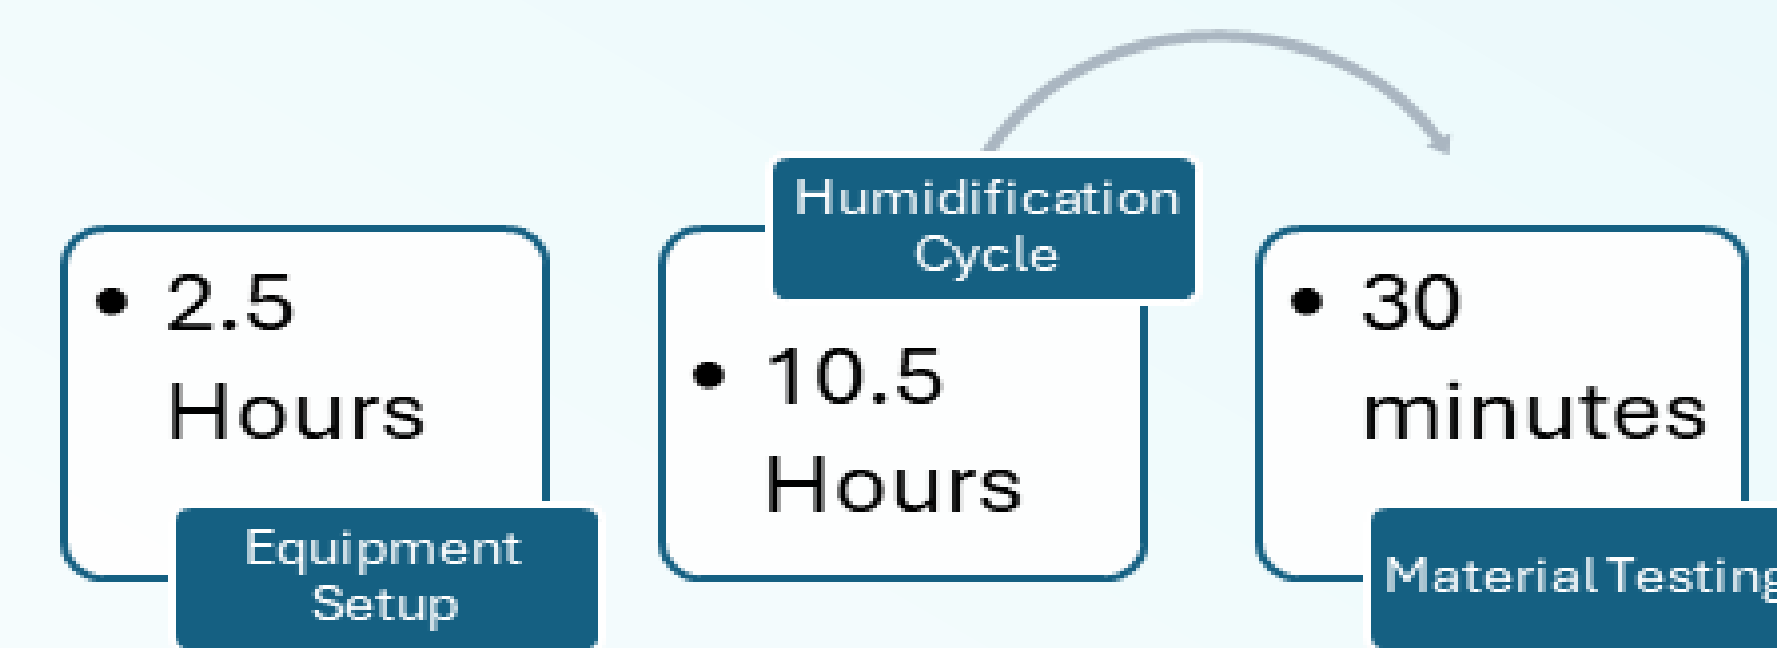 • 2.5
Hours
Equipment
Setup
Humidification
Cycle
• 10.5
Hours
• 30
minutes
Material Testing